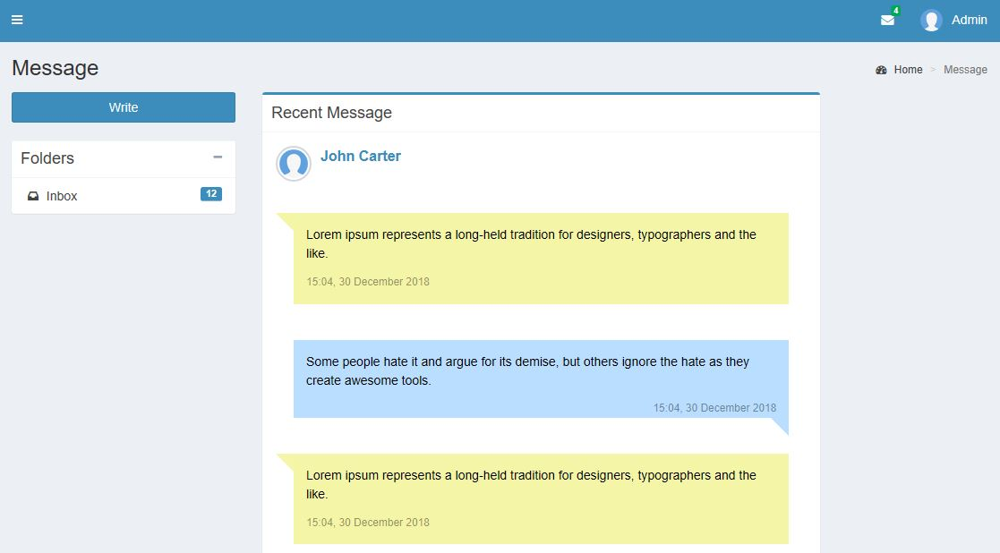 4
Admin
Message
Home > Message
Write
Folders
Inbox 12
Recent Message
John Carter
Lorem ipsum represents a long-held tradition for designers, typographers and the
like.
15:04, 30 December 2018
Some people hate it and argue for its demise, but others ignore the hate as they
create awesome tools.
15:04, 30 December 2018
Lorem ipsum represents a long-held tradition for designers, typographers and the
like.
15:04, 30 December 2018